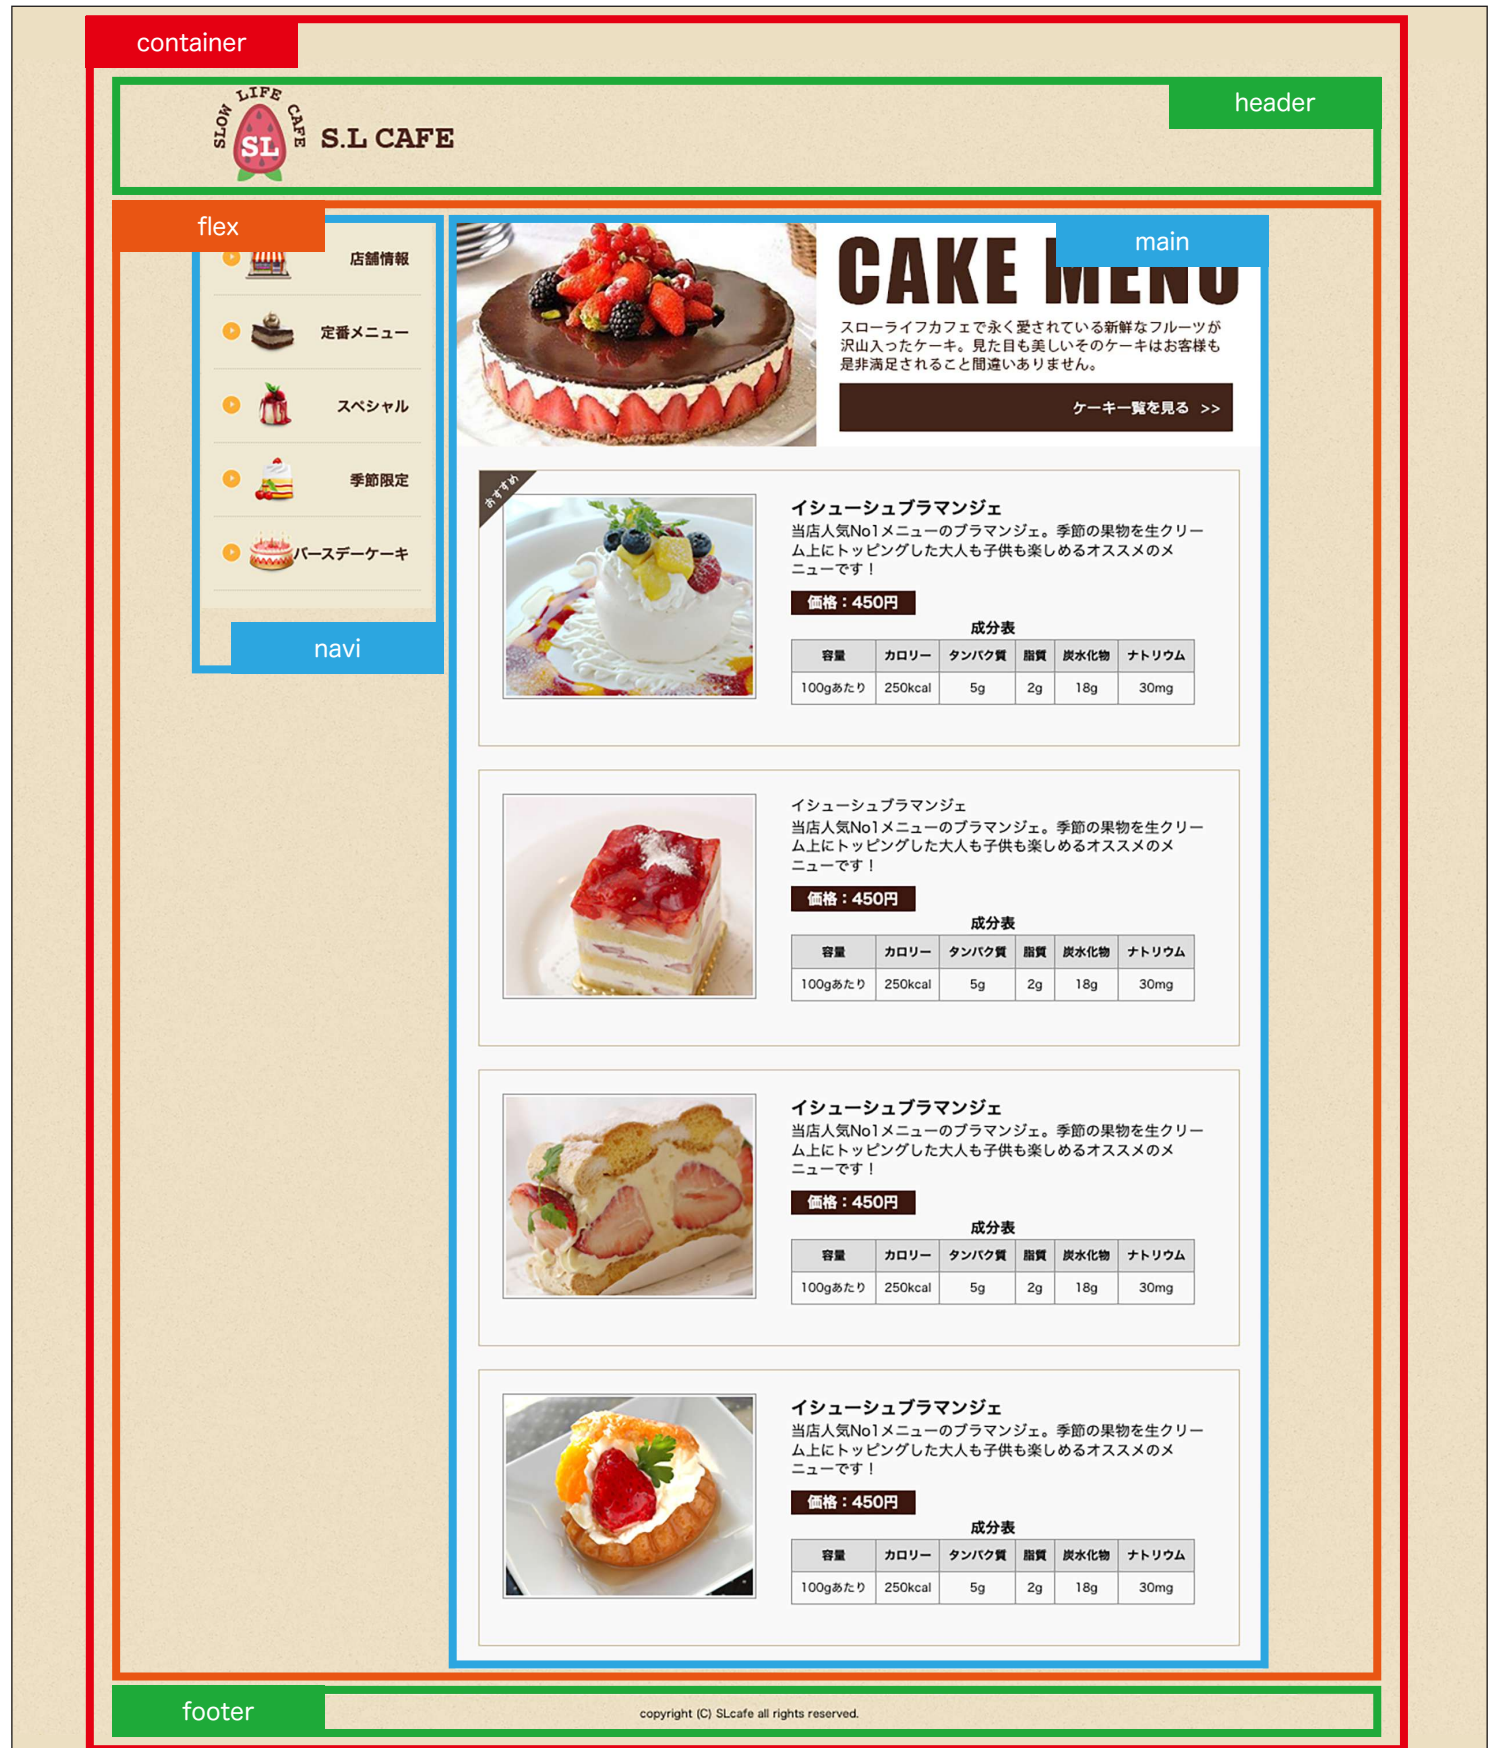 container
header
SLOW LIFE CAFE
SL
S.L CAFE
flex
main
店舗情報
定番メニュー
スペシャル
季節限定
バースデーケーキ
navi
CAKE MENU
スローライフカフェで永く愛されている新鮮なフルーツが
沢山入ったケーキ。見た目も美しいそのケーキはお客様も
是非満足されること間違いありません。
ケーキ一覧を見る >>
おすすめ
イシューシュブラマンジェ
当店人気No1メニューのブラマンジェ。季節の果物を生クリー
ム上にトッピングした大人も子供も楽しめるオススメのメ
ニューです！
価格：450円
成分表
容量 カロリー タンパク質 脂質 炭水化物 ナトリウム
100gあたり 250kcal 5g 2g 18g 30mg
イシューシュブラマンジェ
当店人気No1メニューのブラマンジェ。季節の果物を生クリー
ム上にトッピングした大人も子供も楽しめるオススメのメ
ニューです！
価格：450円
成分表
容量 カロリー タンパク質 脂質 炭水化物 ナトリウム
100gあたり 250kcal 5g 2g 18g 30mg
イシューシュブラマンジェ
当店人気No1メニューのブラマンジェ。季節の果物を生クリー
ム上にトッピングした大人も子供も楽しめるオススメのメ
ニューです！
価格：450円
成分表
容量 カロリー タンパク質 脂質 炭水化物 ナトリウム
100gあたり 250kcal 5g 2g 18g 30mg
イシューシュブラマンジェ
当店人気No1メニューのブラマンジェ。季節の果物を生クリー
ム上にトッピングした大人も子供も楽しめるオススメのメ
ニューです！
価格：450円
成分表
容量 カロリー タンパク質 脂質 炭水化物 ナトリウム
100gあたり 250kcal 5g 2g 18g 30mg
footer
copyright (C) SLcafe all rights reserved.